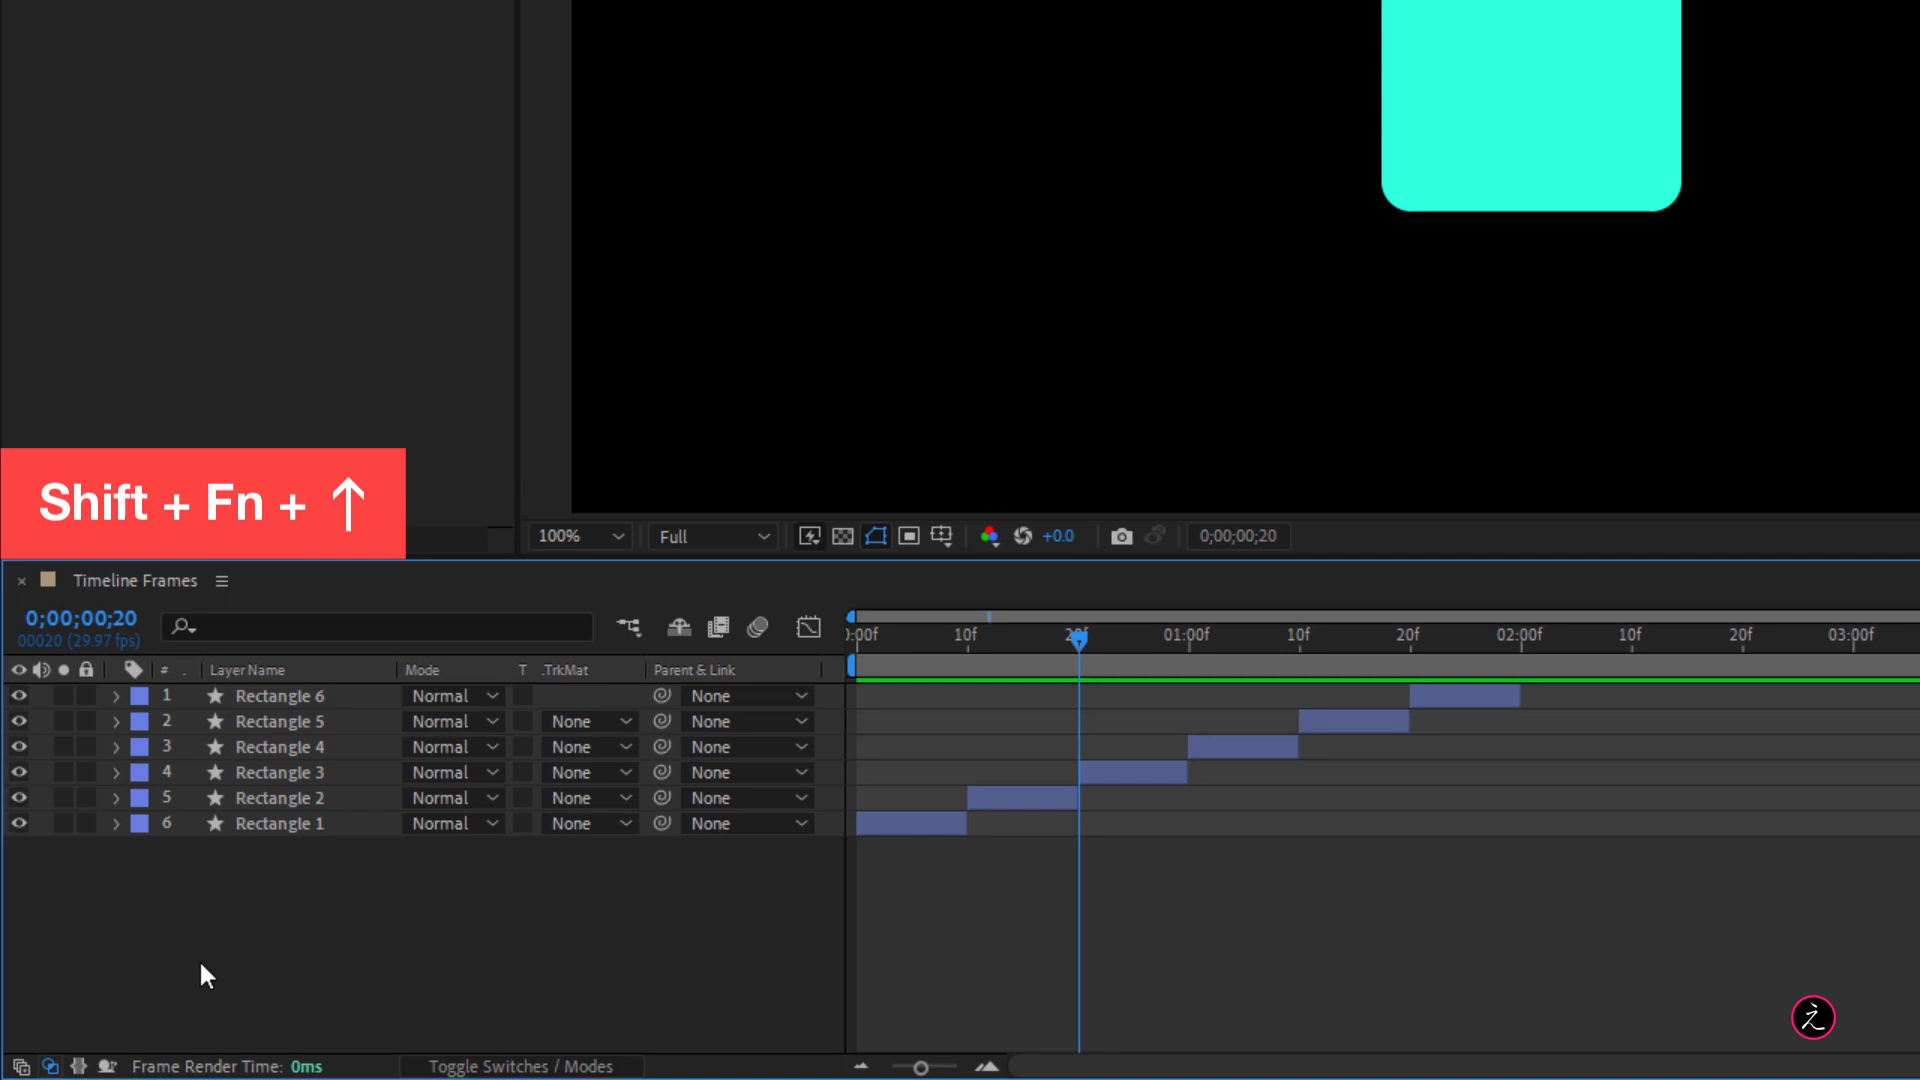 Shift + Fn + ↑
100% Full +0.0 0;00;00;20
Timeline Frames
0;00;00;20
00020 (29.97 fps)
:00f 10f 20f 01:00f 10f 20f 02:00f 10f 20f 03:00f
# . Layer Name Mode T .TrkMat Parent & Link
1 Rectangle 6 Normal None
2 Rectangle 5 Normal None None
3 Rectangle 4 Normal None None
4 Rectangle 3 Normal None None
5 Rectangle 2 Normal None None
6 Rectangle 1 Normal None None
之
Frame Render Time: 0ms Toggle Switches / Modes